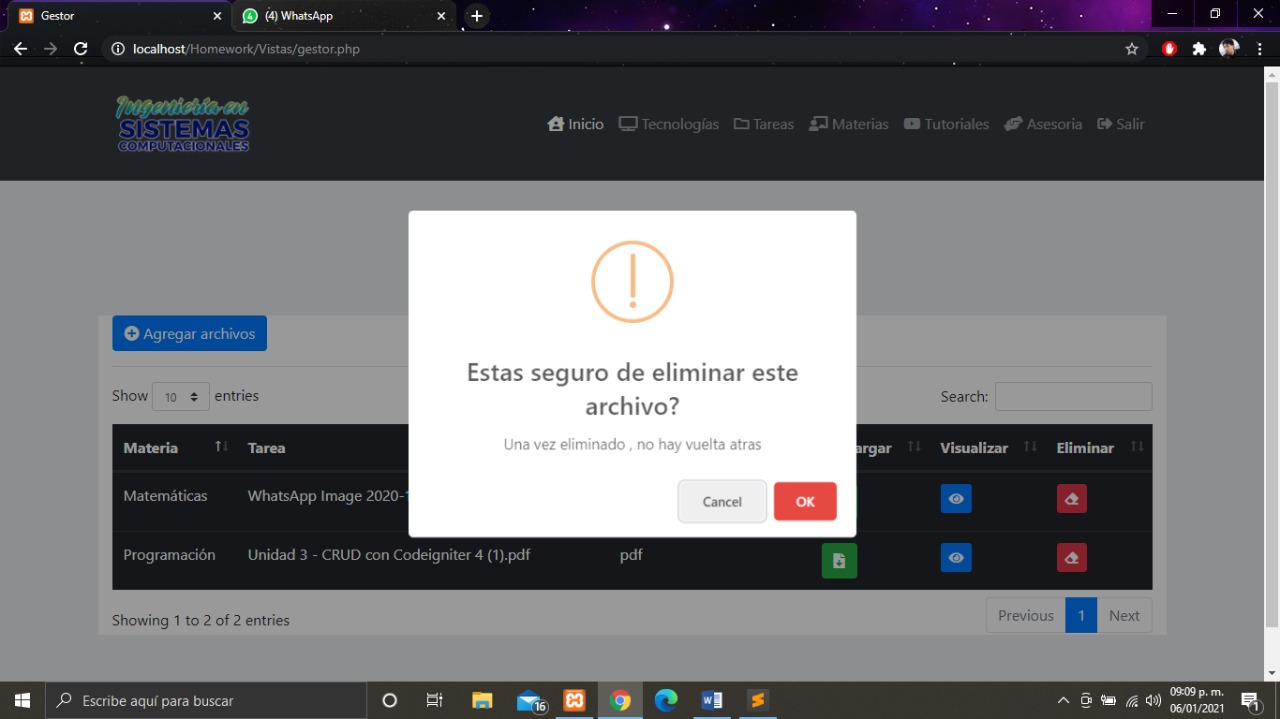 Gestor
(4) WhatsApp
localhost/Homework/Vistas/gestor.php
Ingeniería en
SISTEMAS
COMPUTACIONALES
Inicio Tecnologías Tareas Materias Tutoriales Asesoria Salir
Estas seguro de eliminar este
archivo?
Una vez eliminado , no hay vuelta atras
Cancel OK
Agregar archivos
Show 10 entries
Search:
Materia Tarea argar Visualizar Eliminar
Matemáticas WhatsApp Image 2020-1
Programación Unidad 3 - CRUD con Codeigniter 4 (1).pdf pdf
Showing 1 to 2 of 2 entries
Previous 1 Next
Escribe aquí para buscar
16
09:09 p. m.
06/01/2021
1